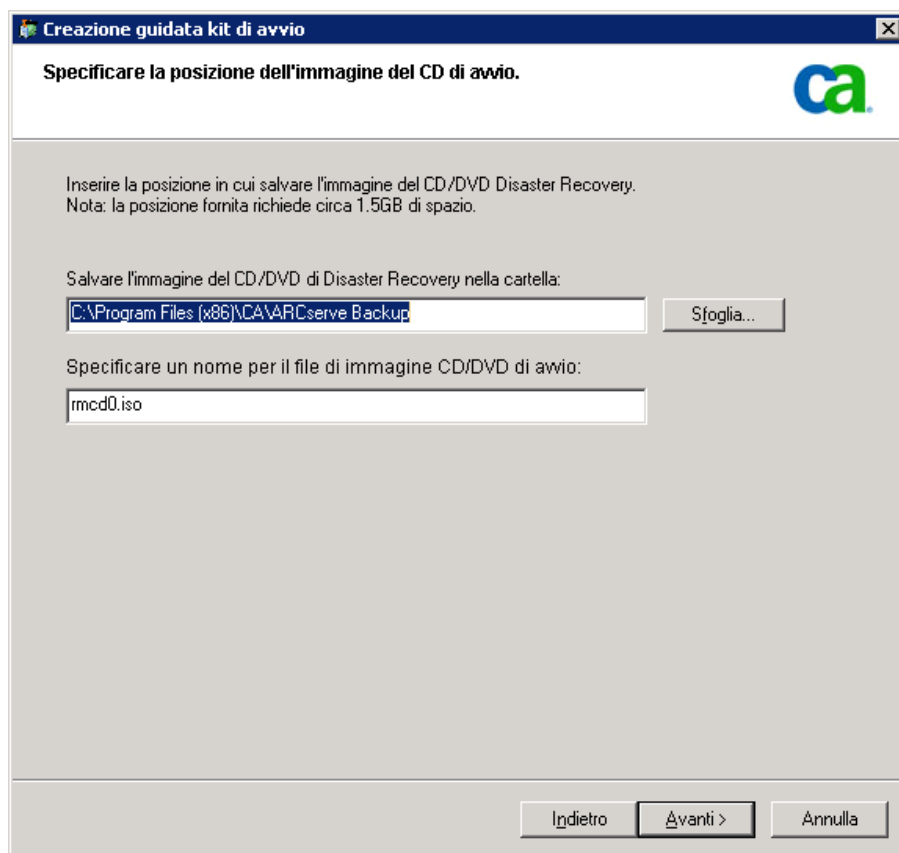 Creazione guidata kit di avvio
Specificare la posizione dell'immagine del CD di avvio.
ca
Inserire la posizione in cui salvare l'immagine del CD/DVD Disaster Recovery.
Nota: la posizione fornita richiede circa 1.5GB di spazio.
Salvare l'immagine del CD/DVD di Disaster Recovery nella cartella:
C:\Program Files (x86)\CA\ARCserve Backup
Sfoglia...
Specificare un nome per il file di immagine CD/DVD di avvio:
rmcd0.iso
Indietro
Avanti >
Annulla